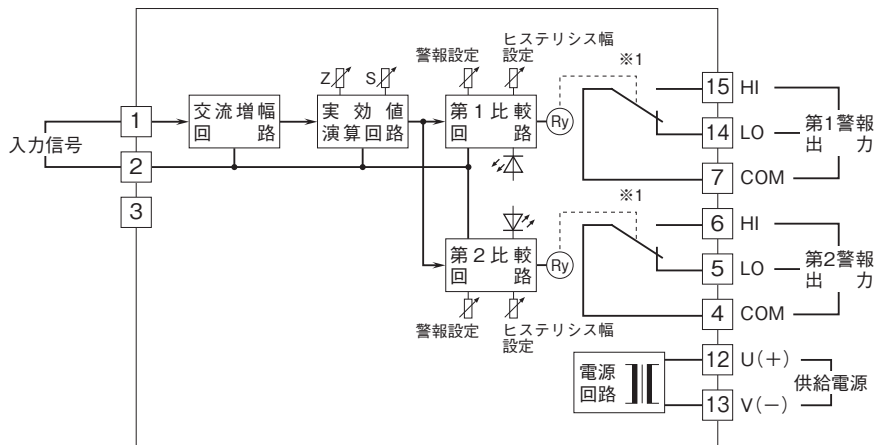 警報設定
ヒステリシス幅
設定
※1
Z
S
15
HI
1
交流増幅
回路
実効値
演算回路
第1比較
回路
Ry
14
LO
第1警報
出力
入力信号
2
7
COM
3
※1
6
HI
第2比較
回路
Ry
5
LO
第2警報
出力
警報設定
ヒステリシス幅
設定
4
COM
電源
回路
12
U(+)
供給電源
13
V(−)